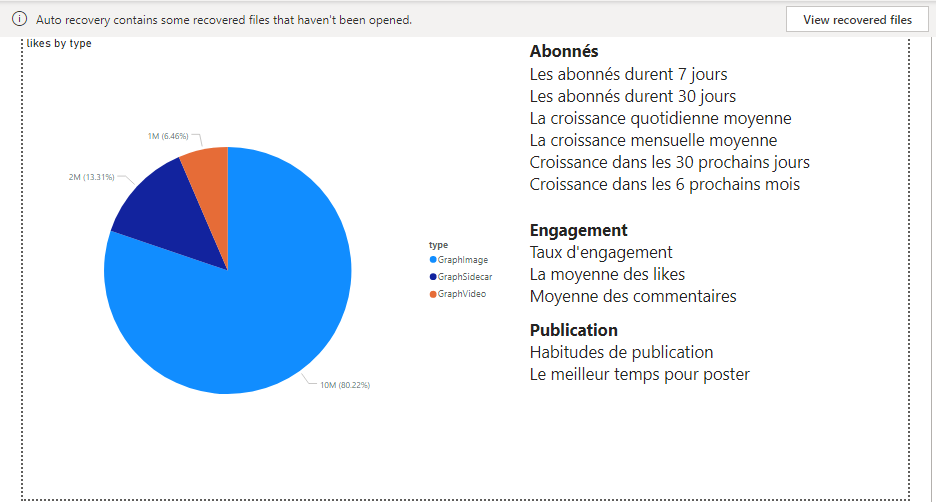 Auto recovery contains some recovered files that haven't been opened.
View recovered files
likes by type
1M (6.46%)
2M (13.31%)
10M (80.22%)
type
GraphImage
GraphSidecar
GraphVideo
Abonnés
Les abonnés durent 7 jours
Les abonnés durent 30 jours
La croissance quotidienne moyenne
La croissance mensuelle moyenne
Croissance dans les 30 prochains jours
Croissance dans les 6 prochains mois
Engagement
Taux d'engagement
La moyenne des likes
Moyenne des commentaires
Publication
Habitudes de publication
Le meilleur temps pour poster